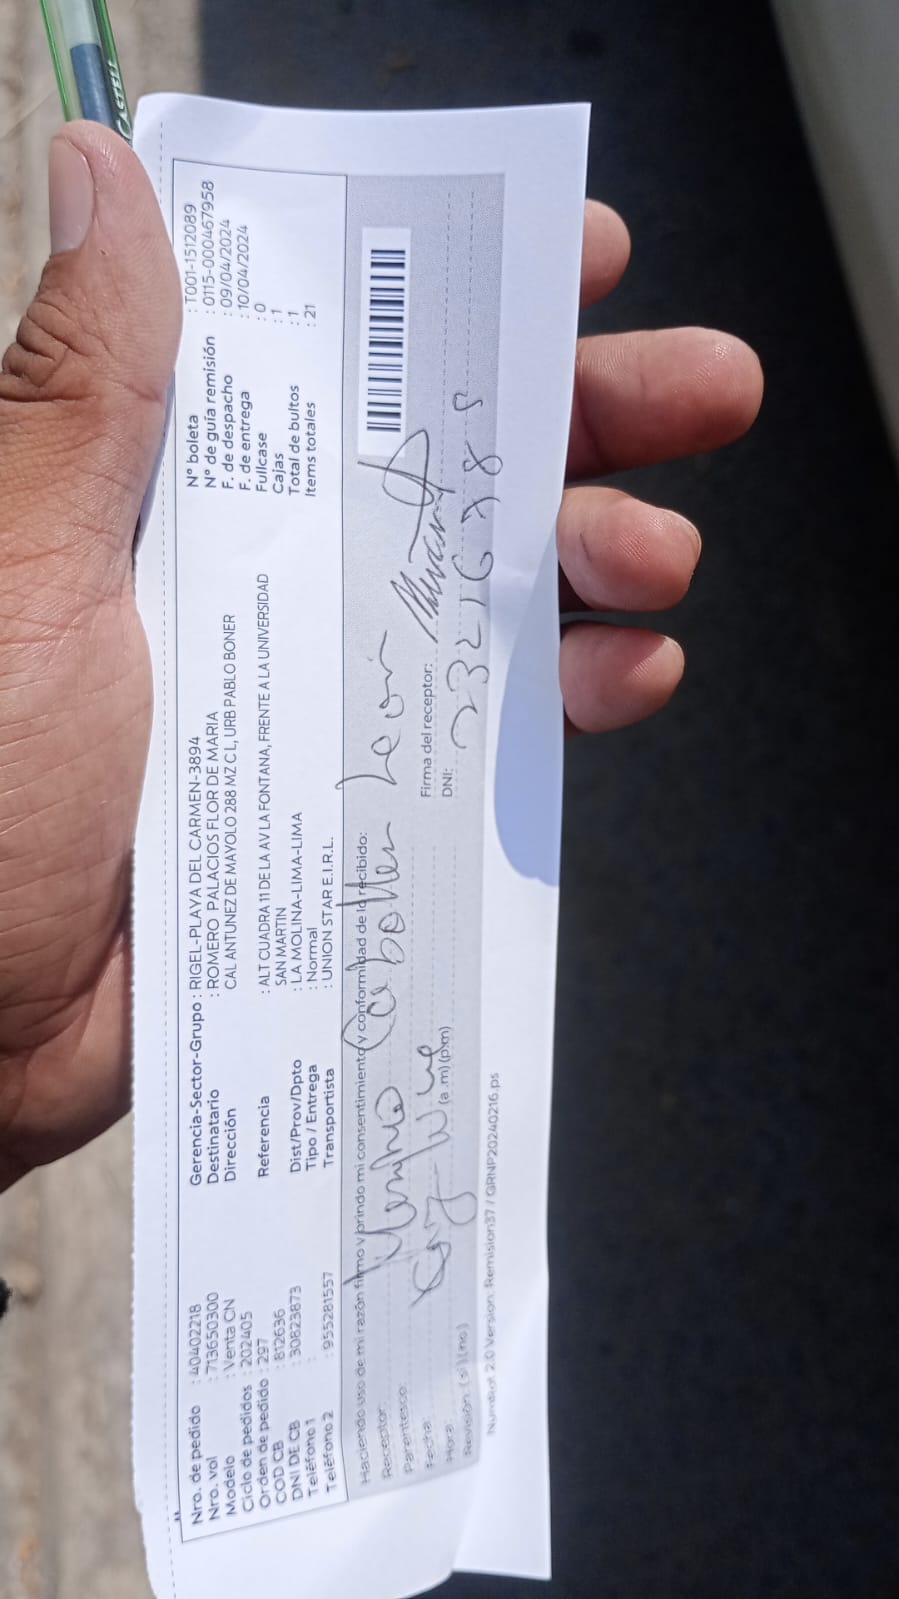 CASTELL
Nro. de pedido : 40402218
Nro. vol : 713650300
Modelo : Venta CN
Ciclo de pedidos : 202405
Orden de pedido : 297
COD CB : 812636
DNI DE CB : 30823873
Teléfono 1 :
Teléfono 2 : 955281557
Gerencia-Sector-Grupo : RIGEL-PLAYA DEL CARMEN-3894
Destinatario : ROMERO PALACIOS FLOR DE MARIA
Dirección CAL ANTUNEZ DE MAYOLO 288 MZ C L, URB PABLO BONER
Referencia : ALT CUADRA 11 DE LA AV LA FONTANA, FRENTE A LA UNIVERSIDAD
SAN MARTIN
Dist/Prov/Dpto : LA MOLINA-LIMA-LIMA
Tipo / Entrega : Normal
Transportista : UNION STAR E.I.R.L.
N° boleta : T001-1512089
N° de guía remisión : 0115-000467958
F. de despacho : 09/04/2024
F. de entrega : 10/04/2024
Fullcase : 0
Cajas : 1
Total de bultos : 1
Items totales : 21
Haciendo uso de mi razón firmo y brindo mi consentimiento y conformidad de lo recibido:
Receptor: León
Parentesco:
Fecha:
Hora: (a.m) (p.m)
Revisión: (si) (no)
Firma del receptor:
DNI:
Numbrot 2.0 Version: Remision37 / GRNP20240216.ps